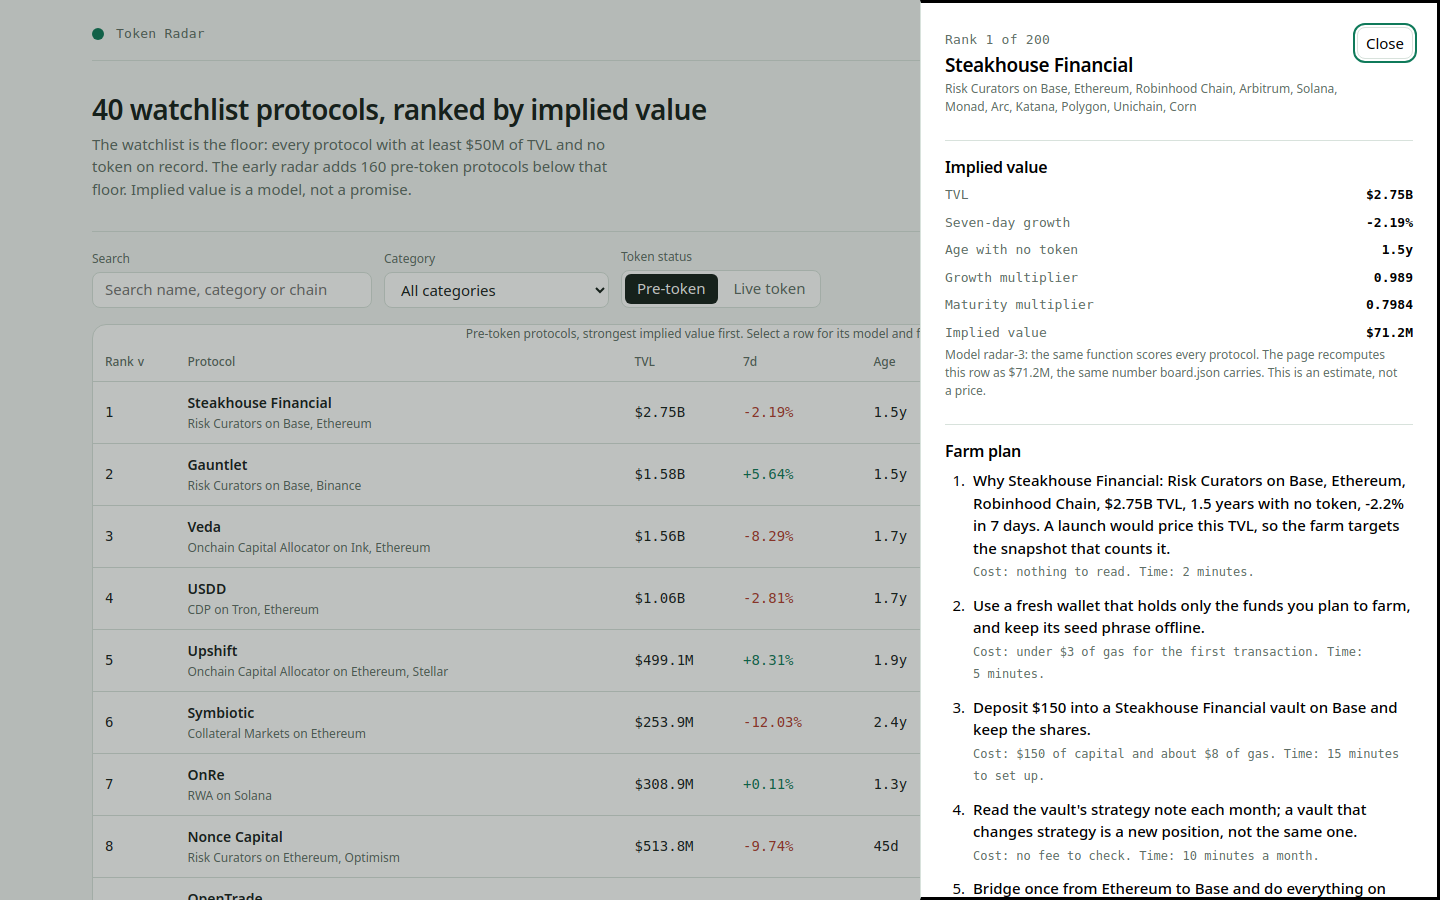 Token Radar
40 watchlist protocols, ranked by implied value
The watchlist is the floor: every protocol with at least $50M of TVL and no
token on record. The early radar adds 160 pre-token protocols below that
floor. Implied value is a model, not a promise.
Search
Category
Token status
Search name, category or chain
All categories
Pre-token
Live token
Pre-token protocols, strongest implied value first. Select a row for its model and f
Rank v
Protocol
TVL
7d
Age
1
Steakhouse Financial
Risk Curators on Base, Ethereum
$2.75B
-2.19%
1.5y
2
Gauntlet
Risk Curators on Base, Binance
$1.58B
+5.64%
1.5y
3
Veda
Onchain Capital Allocator on Ink, Ethereum
$1.56B
-8.29%
1.7y
4
USDD
CDP on Tron, Ethereum
$1.06B
-2.81%
1.7y
5
Upshift
Onchain Capital Allocator on Ethereum, Stellar
$499.1M
+8.31%
1.9y
6
Symbiotic
Collateral Markets on Ethereum
$253.9M
-12.03%
2.4y
7
OnRe
RWA on Solana
$308.9M
+0.11%
1.3y
8
Nonce Capital
Risk Curators on Ethereum, Optimism
$513.8M
-9.74%
45d
OpenTrade
Rank 1 of 200
Steakhouse Financial
Risk Curators on Base, Ethereum, Robinhood Chain, Arbitrum, Solana,
Monad, Arc, Katana, Polygon, Unichain, Corn
Close
Implied value
TVL
$2.75B
Seven-day growth
-2.19%
Age with no token
1.5y
Growth multiplier
0.989
Maturity multiplier
0.7984
Implied value
$71.2M
Model radar-3: the same function scores every protocol. The page recomputes
this row as $71.2M, the same number board.json carries. This is an estimate, not
a price.
Farm plan
1. Why Steakhouse Financial: Risk Curators on Base, Ethereum,
Robinhood Chain, $2.75B TVL, 1.5 years with no token, -2.2%
in 7 days. A launch would price this TVL, so the farm targets
the snapshot that counts it.
Cost: nothing to read. Time: 2 minutes.
2. Use a fresh wallet that holds only the funds you plan to farm,
and keep its seed phrase offline.
Cost: under $3 of gas for the first transaction. Time:
5 minutes.
3. Deposit $150 into a Steakhouse Financial vault on Base and
keep the shares.
Cost: $150 of capital and about $8 of gas. Time: 15 minutes
to set up.
4. Read the vault's strategy note each month; a vault that
changes strategy is a new position, not the same one.
Cost: no fee to check. Time: 10 minutes a month.
5. Bridge once from Ethereum to Base and do everything on